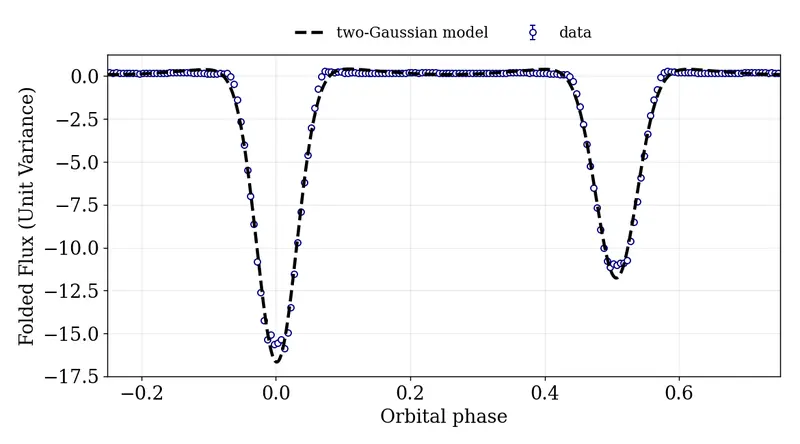 two-Gaussian model data
0.0
−2.5
−5.0
−7.5
−10.0
−12.5
−15.0
−17.5
Folded Flux (Unit Variance)
−0.2 0.0 0.2 0.4 0.6
Orbital phase